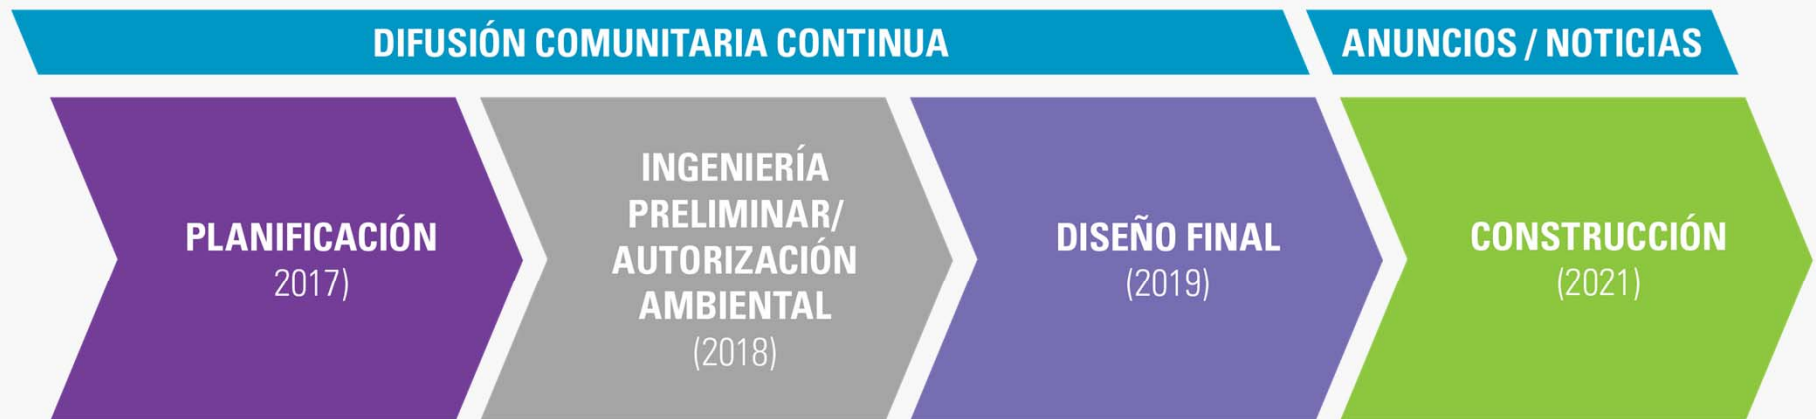 DIFUSIÓN COMUNITARIA CONTINUA
ANUNCIOS / NOTICIAS
PLANIFICACIÓN
2017)
INGENIERÍA
PRELIMINAR/
AUTORIZACIÓN
AMBIENTAL
(2018)
DISEÑO FINAL
(2019)
CONSTRUCCIÓN
(2021)